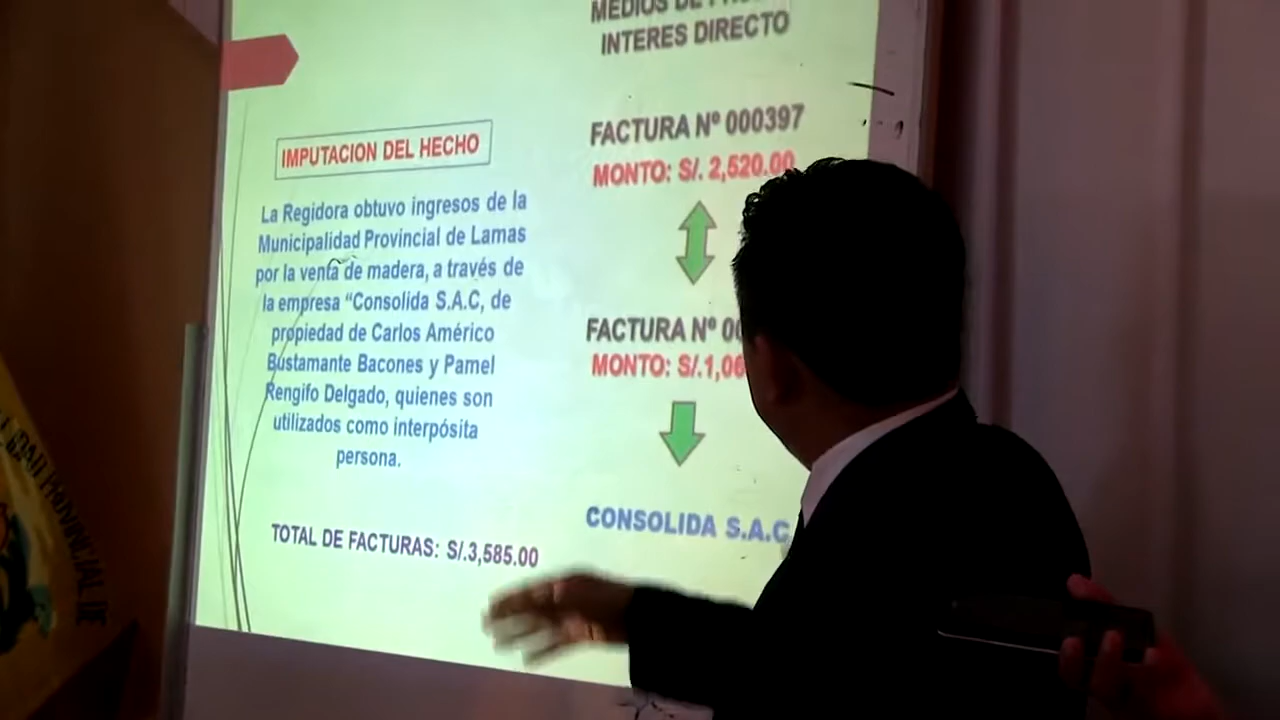 MEDIOS DE
INTERES DIRECTO
FACTURA Nº 000397
MONTO: S/. 2,520.00
FACTURA Nº 00
MONTO: S/.1,06
CONSOLIDA S.A.C
IMPUTACION DEL HECHO
La Regidora obtuvo ingresos de la
Municipalidad Provincial de Lamas
por la venta de madera, a través de
la empresa “Consolida S.A.C, de
propiedad de Carlos Américo
Bustamante Bacones y Pamel
Rengifo Delgado, quienes son
utilizados como interpósita
persona.
TOTAL DE FACTURAS: S/.3,585.00
PROVINCIAL DE